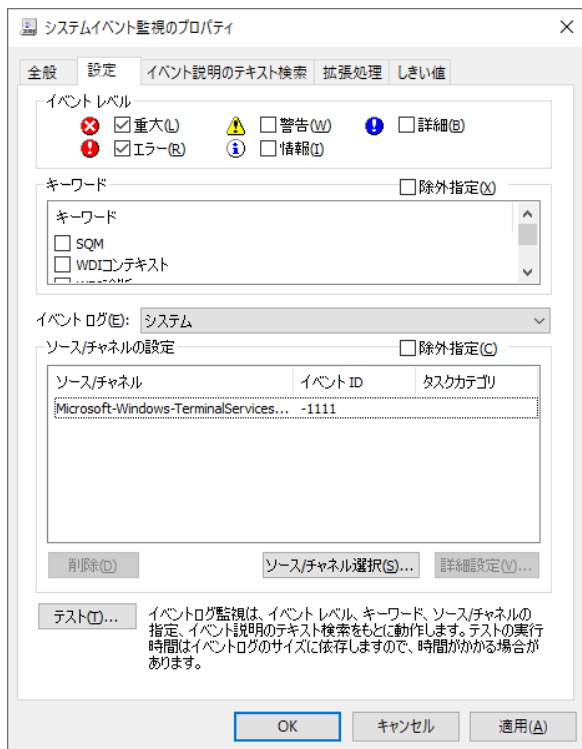 システムイベント監視のプロパティ
全般 設定 イベント説明のテキスト検索 拡張処理 しきい値
イベント レベル
重大(L) 警告(W) 詳細(B)
エラー(R) 情報(I)
キーワード 除外指定(X)
キーワード
SQM
WDIコンテキスト
イベント ログ(E): システム
ソース/チャネルの設定 除外指定(C)
ソース/チャネル イベント ID タスクカテゴリ
Microsoft-Windows-TerminalServices... -1111
削除(D) ソース/チャネル選択(S)... 詳細設定(V)...
テスト(T)...
イベントログ監視は、イベント レベル、キーワード、ソース/チャネルの
指定、イベント説明のテキスト検索をもとに動作します。テストの実行
時間はイベントログのサイズに依存しますので、時間がかかる場合が
あります。
OK キャンセル 適用(A)